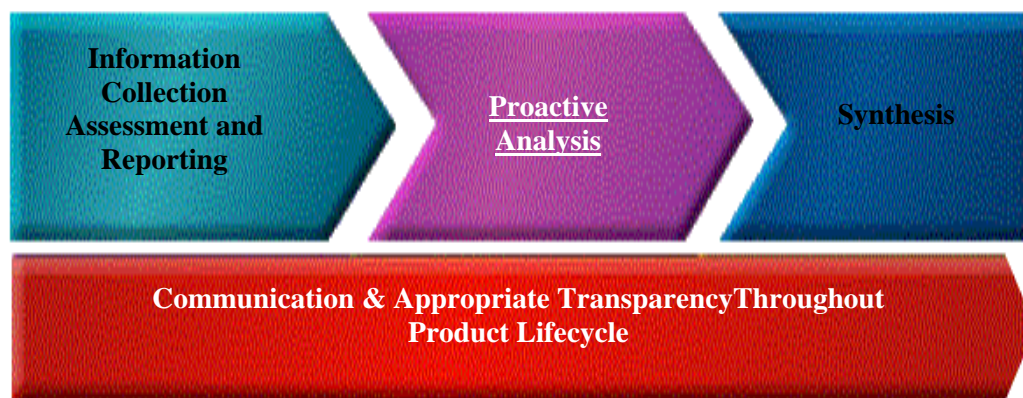 Information
Collection
Assessment and
Reporting
Proactive
Analysis
Synthesis
Communication & Appropriate TransparencyThroughout
Product Lifecycle